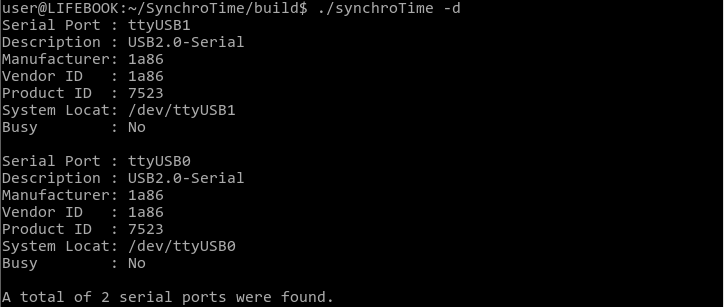 user@LIFEBOOK:~/SynchroTime/build$ ./synchroTime -d
Serial Port : ttyUSB1
Description : USB2.0-Serial
Manufacturer: 1a86
Vendor ID   : 1a86
Product ID  : 7523
System Locat: /dev/ttyUSB1
Busy        : No

Serial Port : ttyUSB0
Description : USB2.0-Serial
Manufacturer: 1a86
Vendor ID   : 1a86
Product ID  : 7523
System Locat: /dev/ttyUSB0
Busy        : No

A total of 2 serial ports were found.